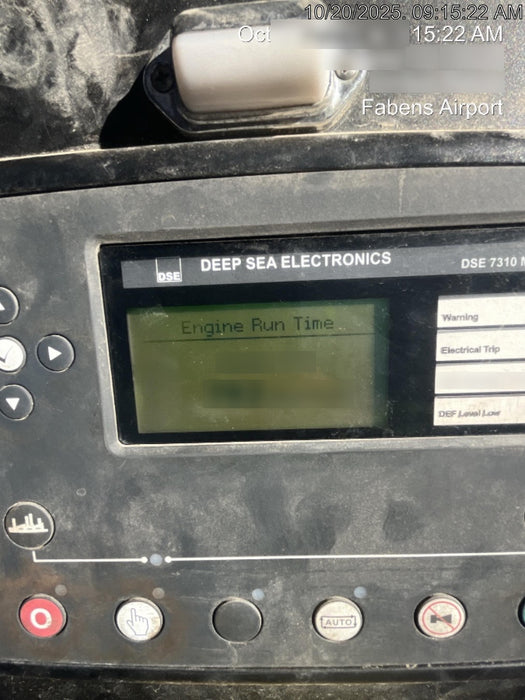 10/20/2025. 09:15:22 AM
Oct 15:22 AM
Fabens Airport
DSE DEEP SEA ELECTRONICS DSE 7310
Engine Run Time
Warning
Electrical Trip
DEF Level Low
O
AUTO